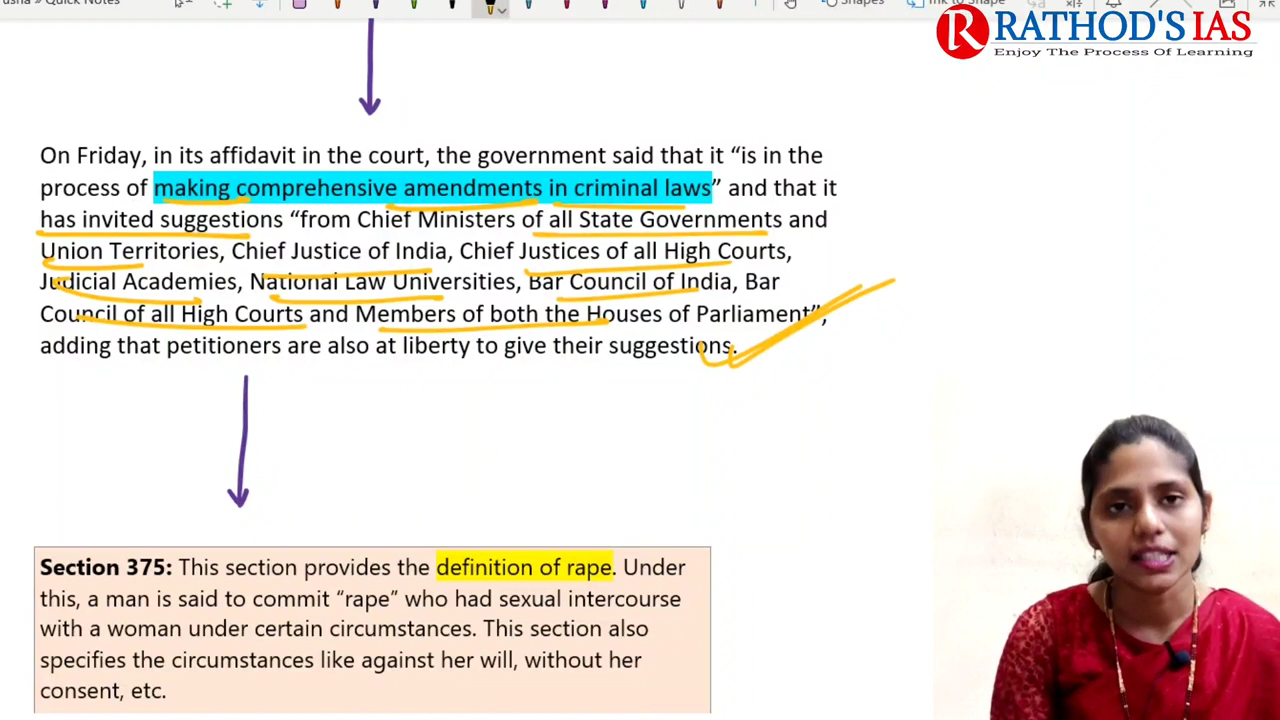 » Quick Notes
Shapes
Ink to Shape
R RATHOD'S IAS
Enjoy The Process Of Learning
On Friday, in its affidavit in the court, the government said that it “is in the
process of making comprehensive amendments in criminal laws” and that it
has invited suggestions “from Chief Ministers of all State Governments and
Union Territories, Chief Justice of India, Chief Justices of all High Courts,
Judicial Academies, National Law Universities, Bar Council of India, Bar
Council of all High Courts and Members of both the Houses of Parliament”,
adding that petitioners are also at liberty to give their suggestions.
Section 375: This section provides the definition of rape. Under
this, a man is said to commit “rape” who had sexual intercourse
with a woman under certain circumstances. This section also
specifies the circumstances like against her will, without her
consent, etc.